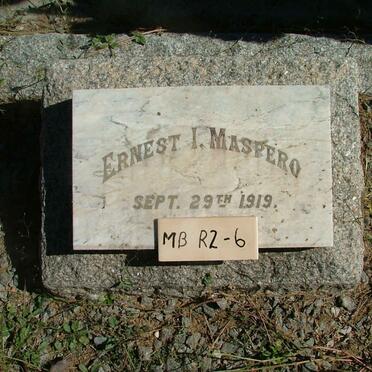 ERNEST I. MASPERO
SEPT. 29TH 1919.
MB R2-6